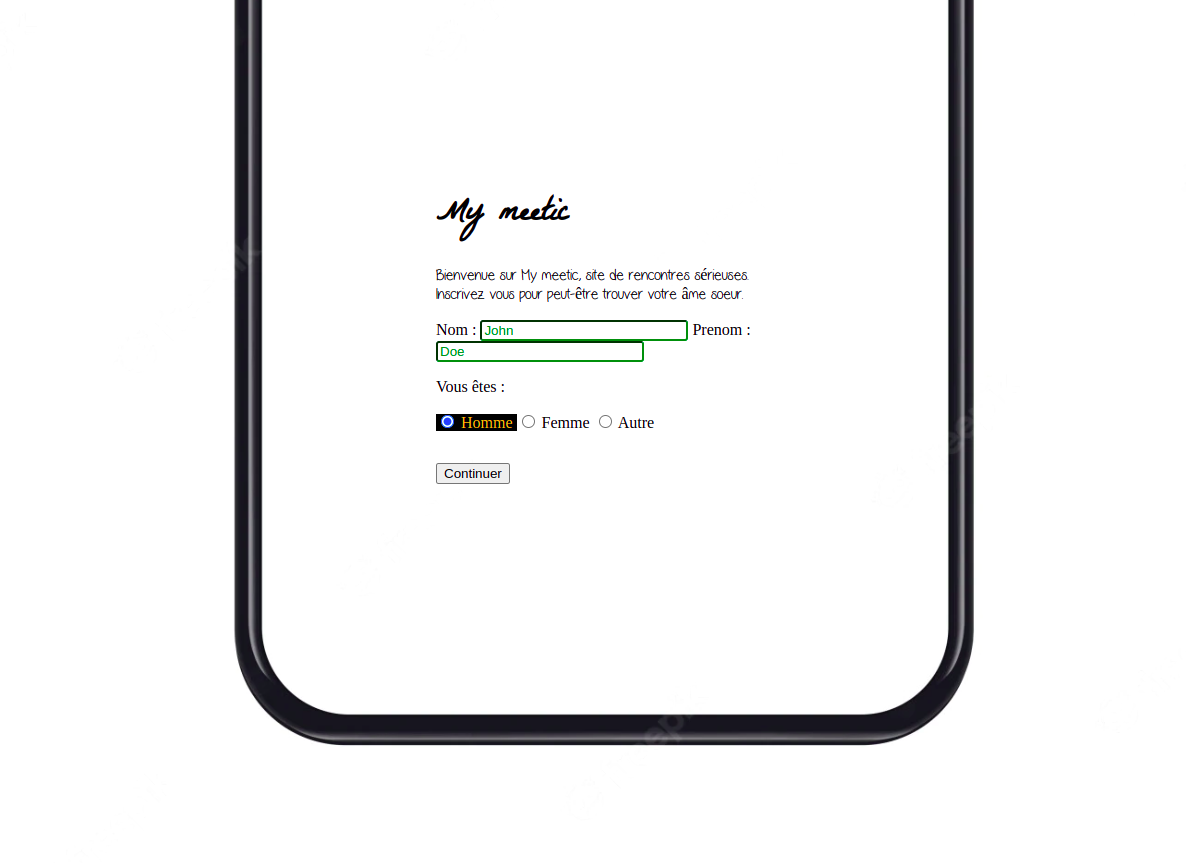 My meetic
Bienvenue sur My meetic, site de rencontres sérieuses.
Inscrivez vous pour peut-être trouver votre âme soeur.
Nom : John Prenom :
Doe
Vous êtes :
Homme Femme Autre
Continuer